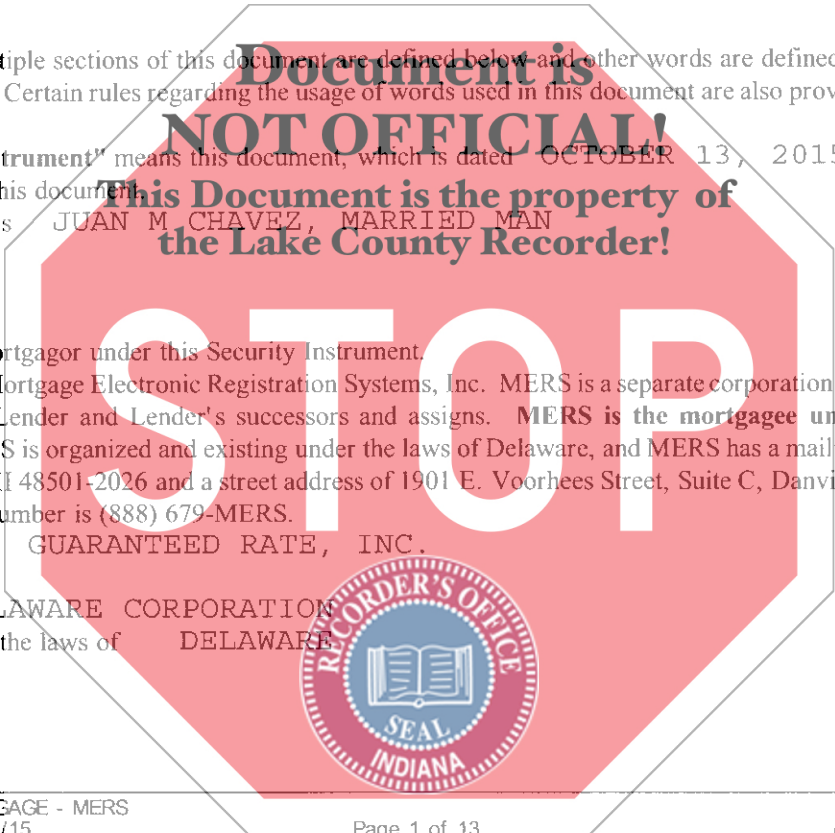 tiple sections of this document are defined below and other words are defined
Document is
Certain rules regarding the usage of words used in this document are also prov
NOT OFFICIAL!
trument" means this document, which is dated OCTOBER 13, 2015
his document.
This Document is the property of
s JUAN M CHAVEZ, MARRIED MAN
the Lake County Recorder!
STOP
ortgagor under this Security Instrument.
ortgage Electronic Registration Systems, Inc. MERS is a separate corporation
Lender and Lender's successors and assigns. MERS is the mortgagee un
S is organized and existing under the laws of Delaware, and MERS has a mail
I 48501-2026 and a street address of 1901 E. Voorhees Street, Suite C, Danvi
umber is (888) 679-MERS.
GUARANTEED RATE, INC.
LAWARE CORPORATION
the laws of DELAWARE
RECORDER'S OFFICE
SEAL
INDIANA
GAGE - MERS
/15
Page 1 of 13